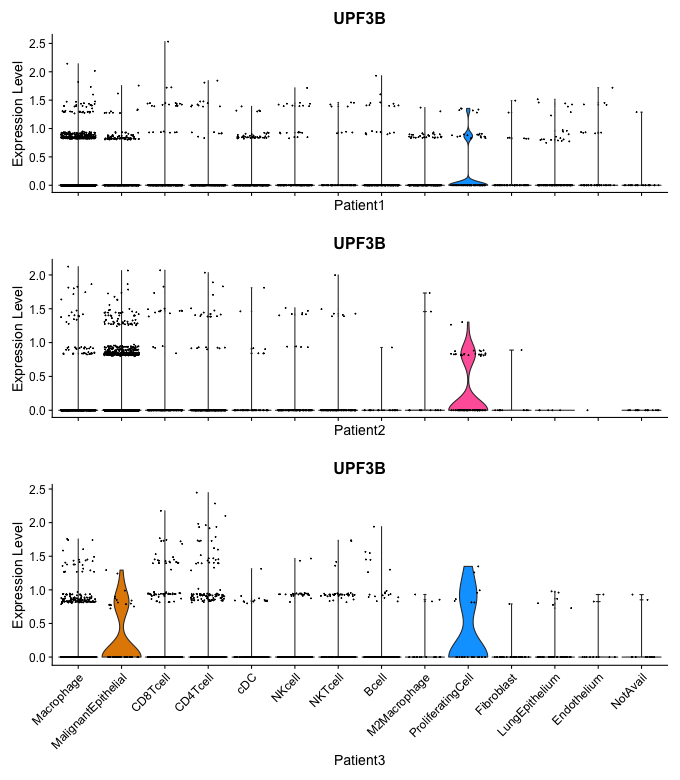 UPF3B
Expression Level
2.5
2.0
1.5
1.0
0.5
0.0
Patient1
UPF3B
Expression Level
2.0
1.5
1.0
0.5
0.0
Patient2
UPF3B
Expression Level
2.5
2.0
1.5
1.0
0.5
0.0
Macrophage
MalignantEpithelial
CD8Tcell
CD4Tcell
cDC
NKcell
NKTcell
Bcell
M2Macrophage
ProliferatingCell
Fibroblast
LungEpithelium
Endothelium
NotAvail
Patient3